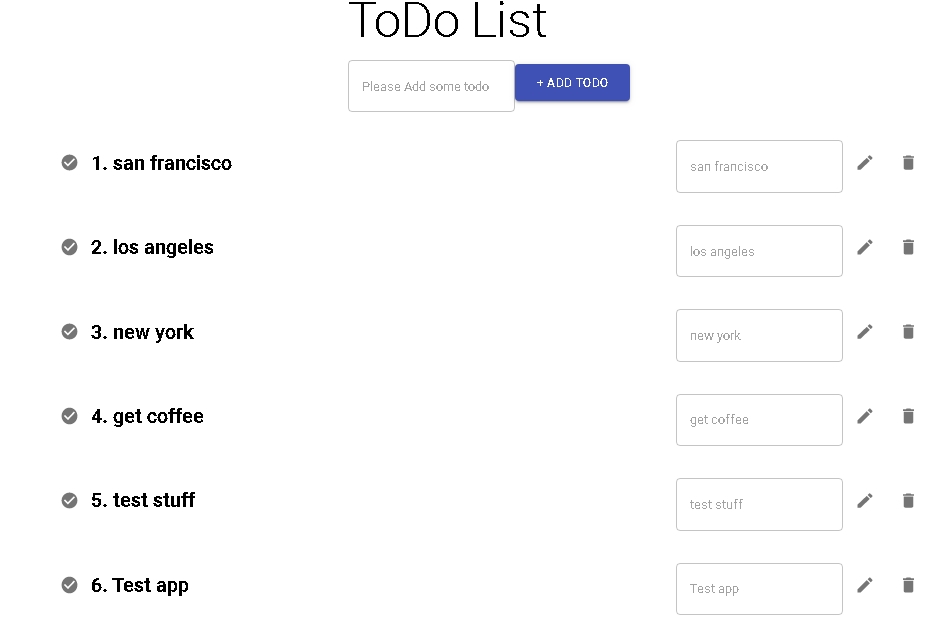 ToDo List
Please Add some todo
+ ADD TODO
1. san francisco
san francisco
2. los angeles
los angeles
3. new york
new york
4. get coffee
get coffee
5. test stuff
test stuff
6. Test app
Test app